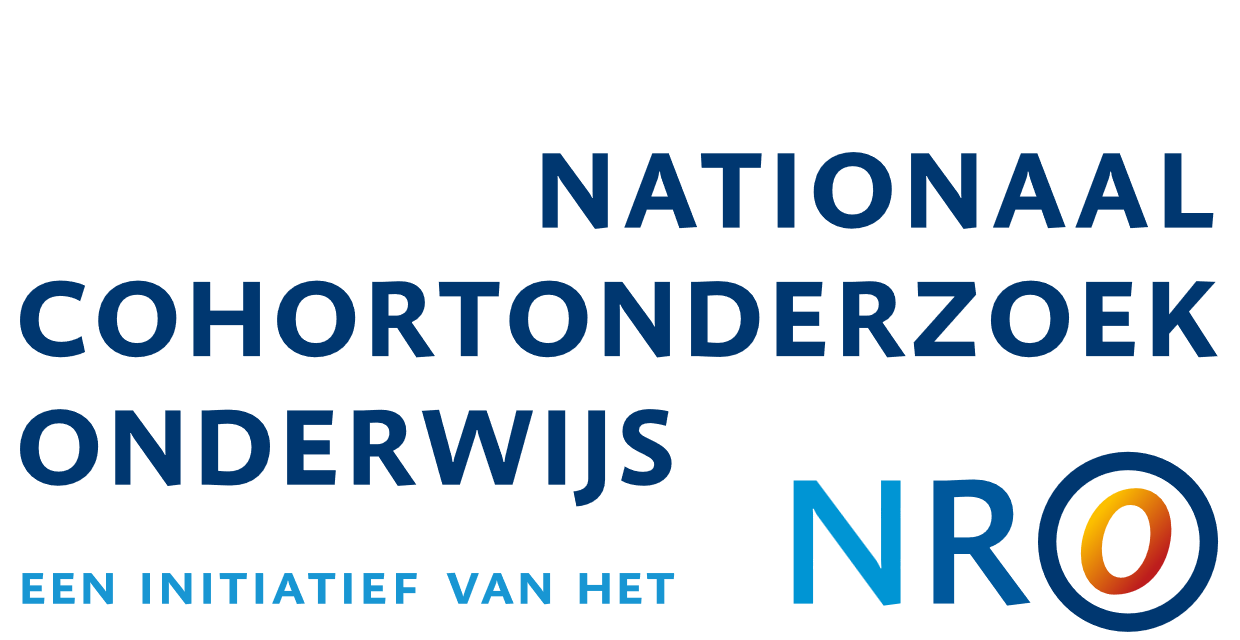 NATIONAAL
COHORTONDERZOEK
ONDERWIJS
EEN INITIATIEF VAN HET NRO